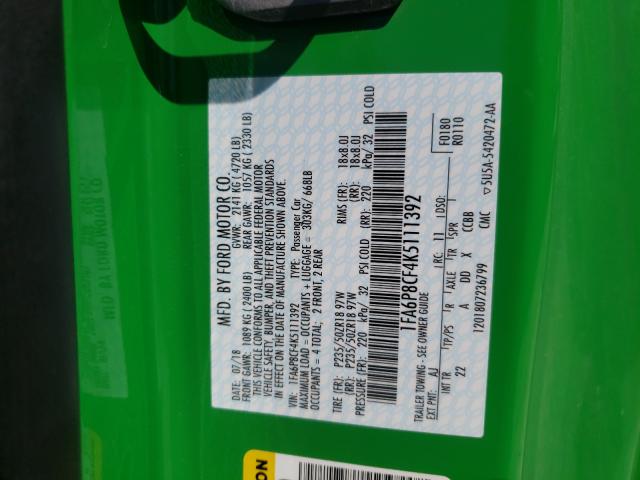 MFD. BY FORD MOTOR CO.
DATE: 07/18 GVWR: 2141 KG ( 4720 LB)
FRONT GAWR: 1089 KG ( 2400 LB) REAR GAWR: 1057 KG ( 2330 LB)
THIS VEHICLE CONFORMS TO ALL APPLICABLE FEDERAL MOTOR
VEHICLE SAFETY, BUMPER, AND THEFT PREVENTION STANDARDS
IN EFFECT ON THE DATE OF MANUFACTURE SHOWN ABOVE.
VIN: 1FA6P8CF4K5111392 TYPE: Passenger Car
MAXIMUM LOAD = OCCUPANTS + LUGGAGE = 303KG/ 668LB
OCCUPANTS = 4 TOTAL; 2 FRONT, 2 REAR
TIRE (FR): P235/50ZR18 97W RIMS (FR): 18x8.0J
(RR): P235/50ZR18 97W (RR): 18x8.0J
PRESSURE (FR): 220 kPa/ 32 PSI COLD (RR): 220 kPa/ 32 PSI COLD
1FA6P8CF4K5111392
TRAILER TOWING - SEE OWNER GUIDE
EXT PNT: AJ RC: 11 DSO: F0180
R0110
INT TR TP/PS R AXLE TR SPR
22 A DD X CCBB
1201807236799 CMC 5U5A-5420472-AA
ON